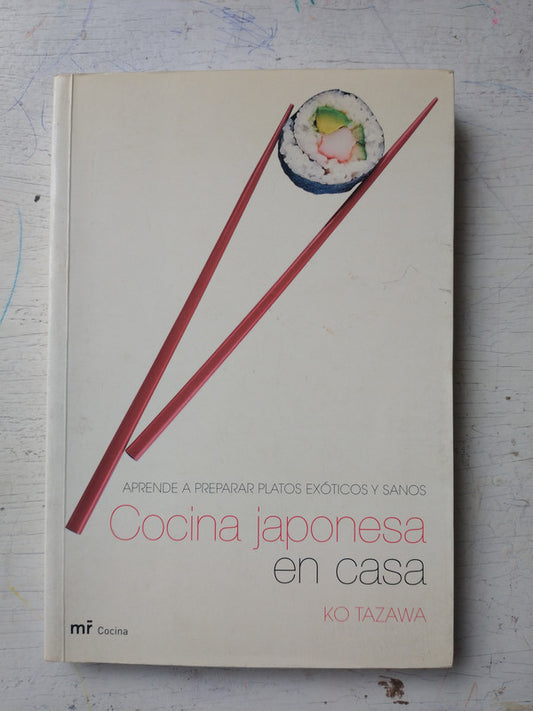 APRENDE A PREPARAR PLATOS EXÓTICOS Y SANOS
Cocina japonesa
en casa
KO TAZAWA
mr̄ Cocina